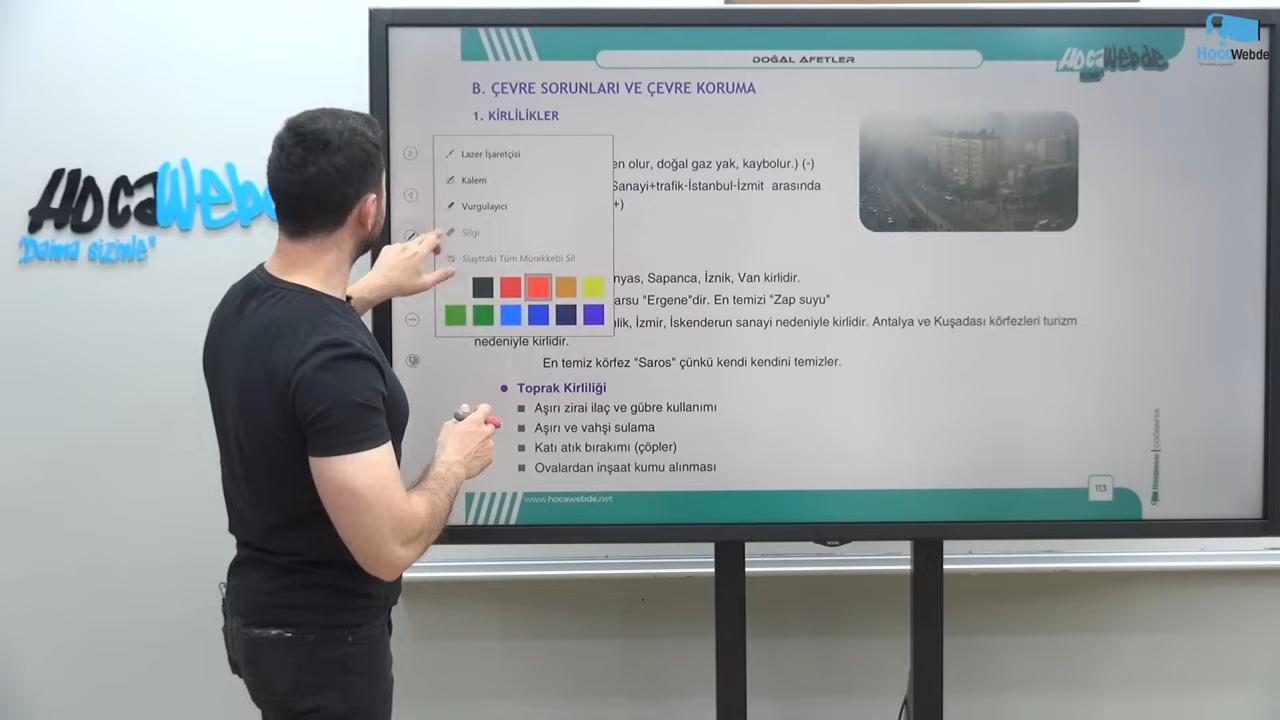 Hoca Webde
"Daima sizinle"
DOĞAL AFETLER
HocaWebde
HocaWebde
B. ÇEVRE SORUNLARI VE ÇEVRE KORUMA
1. KİRLİLİKLER
Lazer İşaretçisi
Kalem
Vurgulayıcı
Silgi
Slayttaki Tüm Mürekkebi Sil
en olur, doğal gaz yak, kaybolur.) (-)
Sanayi+trafik-İstanbul-İzmit arasında
+)
nyas, Sapanca, İznik, Van kirlidir.
arsu "Ergene"dir. En temizi "Zap suyu"
nlik, İzmir, İskenderun sanayi nedeniyle kirlidir. Antalya ve Kuşadası körfezleri turizm
nedeniyle kirlidir.
En temiz körfez "Saros" çünkü kendi kendini temizler.
Toprak Kirliliği
Aşırı zirai ilaç ve gübre kullanımı
Aşırı ve vahşi sulama
Katı atık bırakımı (çöpler)
Ovalardan inşaat kumu alınması
www.hocawebde.net
113
HocaWebde | COĞRAFYA